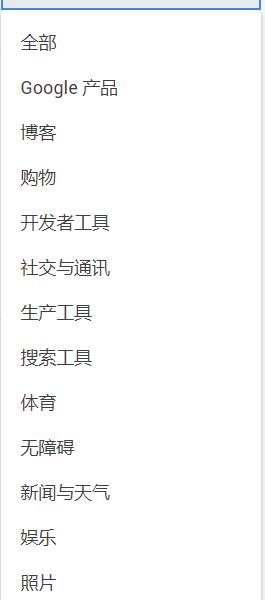 全部
Google 产品
博客
购物
开发者工具
社交与通讯
生产工具
搜索工具
体育
无障碍
新闻与天气
娱乐
照片